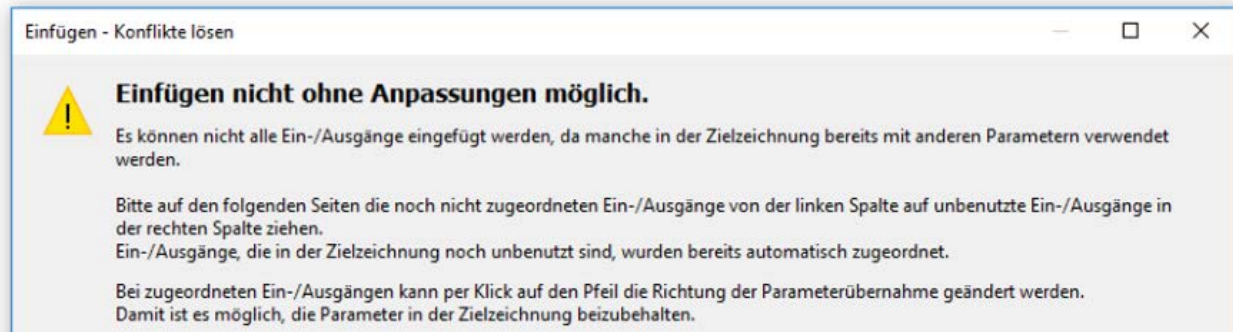 Einfügen - Konflikte lösen
Einfügen nicht ohne Anpassungen möglich.
Es können nicht alle Ein-/Ausgänge eingefügt werden, da manche in der Zielzeichnung bereits mit anderen Parametern verwendet
werden.
Bitte auf den folgenden Seiten die noch nicht zugeordneten Ein-/Ausgänge von der linken Spalte auf unbenutzte Ein-/Ausgänge in
der rechten Spalte ziehen.
Ein-/Ausgänge, die in der Zielzeichnung noch unbenutzt sind, wurden bereits automatisch zugeordnet.
Bei zugeordneten Ein-/Ausgängen kann per Klick auf den Pfeil die Richtung der Parameterübernahme geändert werden.
Damit ist es möglich, die Parameter in der Zielzeichnung beizubehalten.